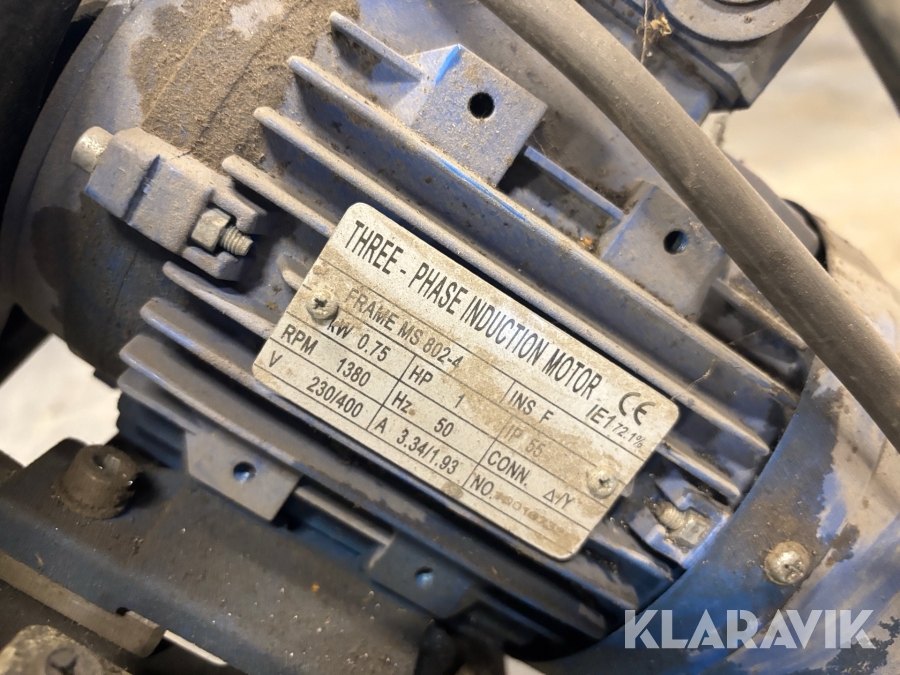 THREE - PHASE INDUCTION MOTOR CE
FRAME MS 802-4 INS F IE1 72.1%
kW 0.75 HP 1 IP 55
RPM 1380 Hz 50 CONN. Δ/Y
V 230/400 A 3.34/1.93 NO.
KLARAVIK